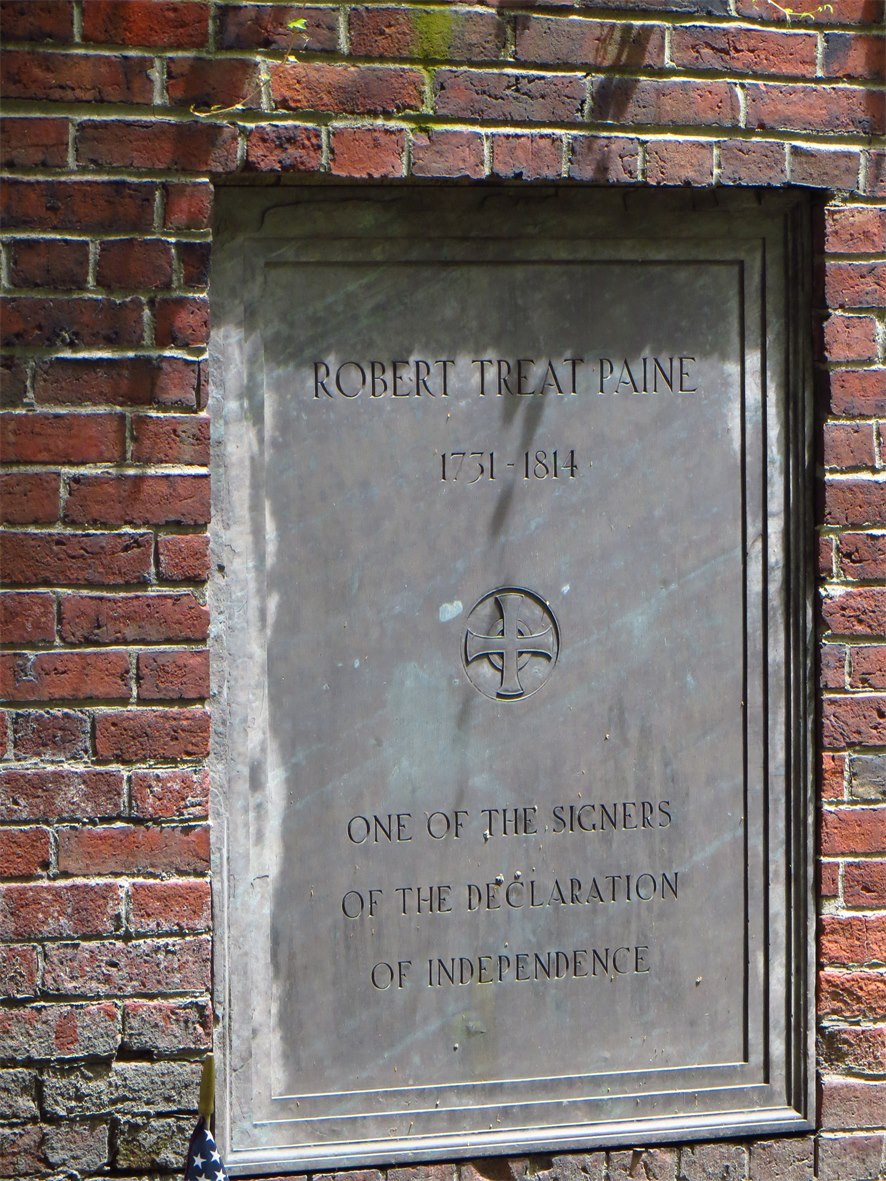 ROBERT TREAT PAINE
1731 - 1814
ONE OF THE SIGNERS
OF THE DECLARATION
OF INDEPENDENCE